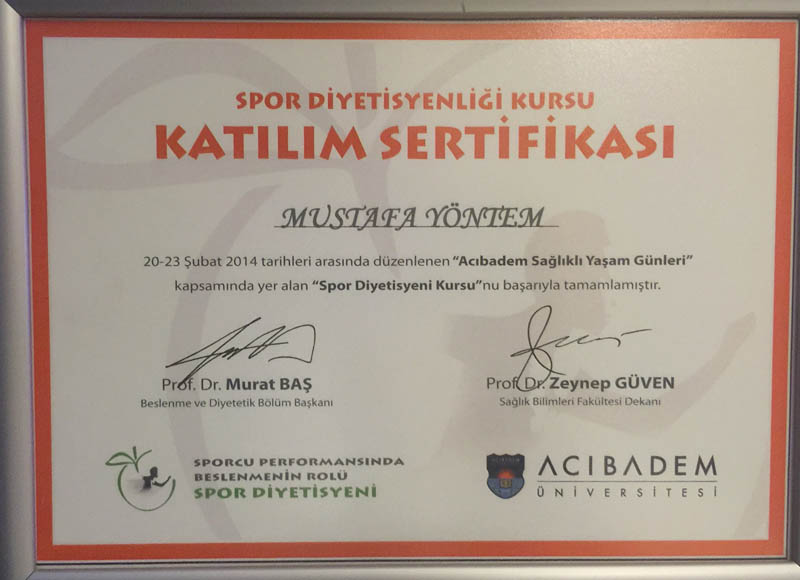 SPOR DİYETİSYENLİĞİ KURSU
KATILIM SERTİFİKASI
MUSTAFA YÖNTEM
20-23 Şubat 2014 tarihleri arasında düzenlenen "Acıbadem Sağlıklı Yaşam Günleri"
kapsamında yer alan "Spor Diyetisyeni Kursu"nu başarıyla tamamlamıştır.
Prof. Dr. Murat BAŞ
Beslenme ve Diyetetik Bölüm Başkanı
Prof. Dr. Zeynep GÜVEN
Sağlık Bilimleri Fakültesi Dekanı
SPORCU PERFORMANSINDA
BESLENMENİN ROLÜ
SPOR DİYETİSYENİ
ACIBADEM
ÜNİVERSİTESİ